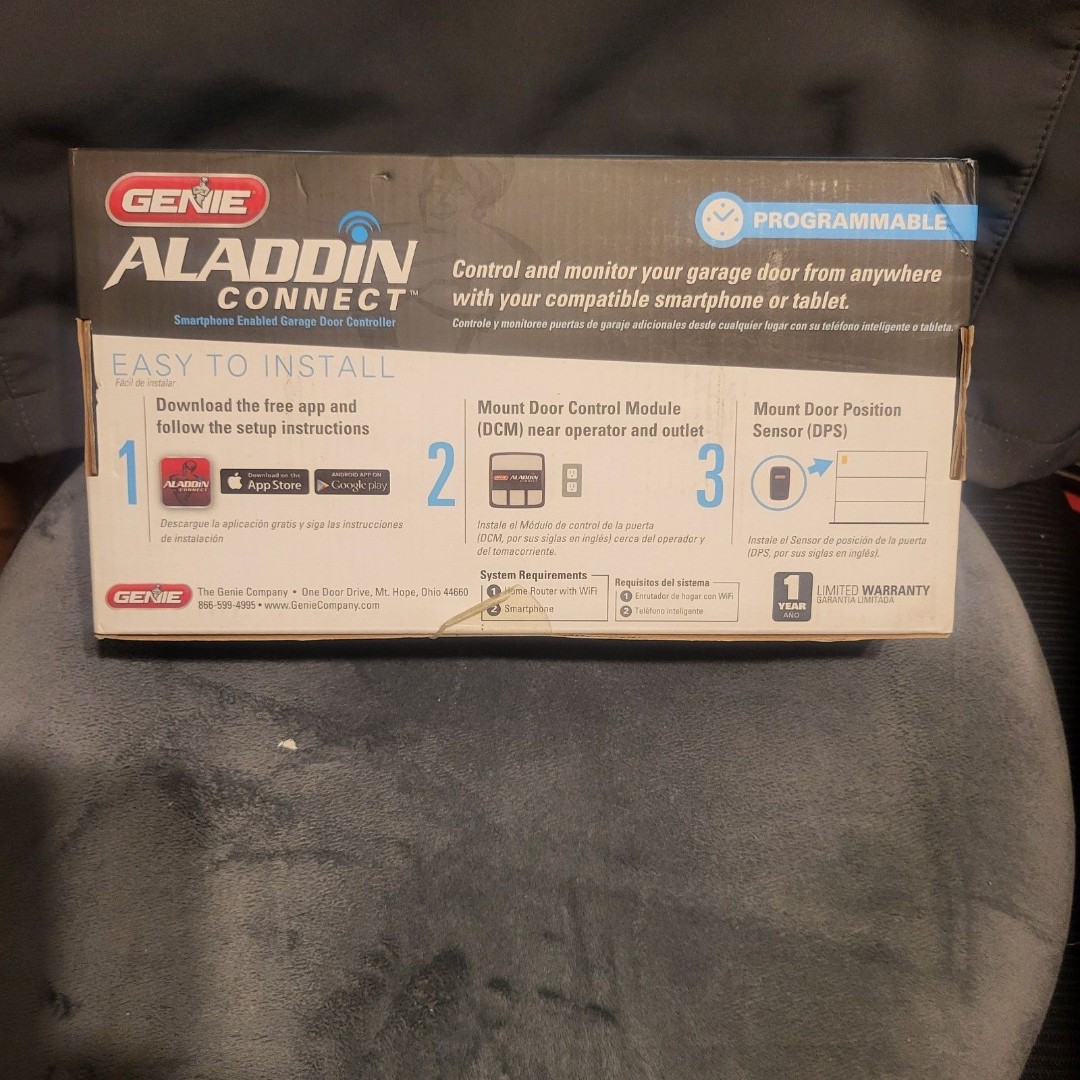 GENIE
ALADDIN
CONNECT™
Smartphone Enabled Garage Door Controller
PROGRAMMABLE
Control and monitor your garage door from anywhere
with your compatible smartphone or tablet.
Controle y monitoree puertas de garaje adicionales desde cualquier lugar con su teléfono inteligente o tableta.
EASY TO INSTALL
Fácil de instalar
1
Download the free app and
follow the setup instructions
ALADDIN
CONNECT
Download on the
App Store
ANDROID APP ON
Google play
Descargue la aplicación gratis y siga las instrucciones
de instalación
2
Mount Door Control Module
(DCM) near operator and outlet
GENIE ALADDIN
Instale el Módulo de control de la puerta
(DCM, por sus siglas en inglés) cerca del operador y
del tomacorriente.
3
Mount Door Position
Sensor (DPS)
Instale el Sensor de posición de la puerta
(DPS, por sus siglas en inglés).
GENIE
The Genie Company • One Door Drive, Mt. Hope, Ohio 44660
866-599-4995 • www.GenieCompany.com
System Requirements
1 Home Router with WiFi
2 Smartphone
Requisitos del sistema
1 Enrutador de hogar con WiFi
2 Teléfono inteligente
1
YEAR
AÑO
LIMITED WARRANTY
GARANTÍA LIMITADA